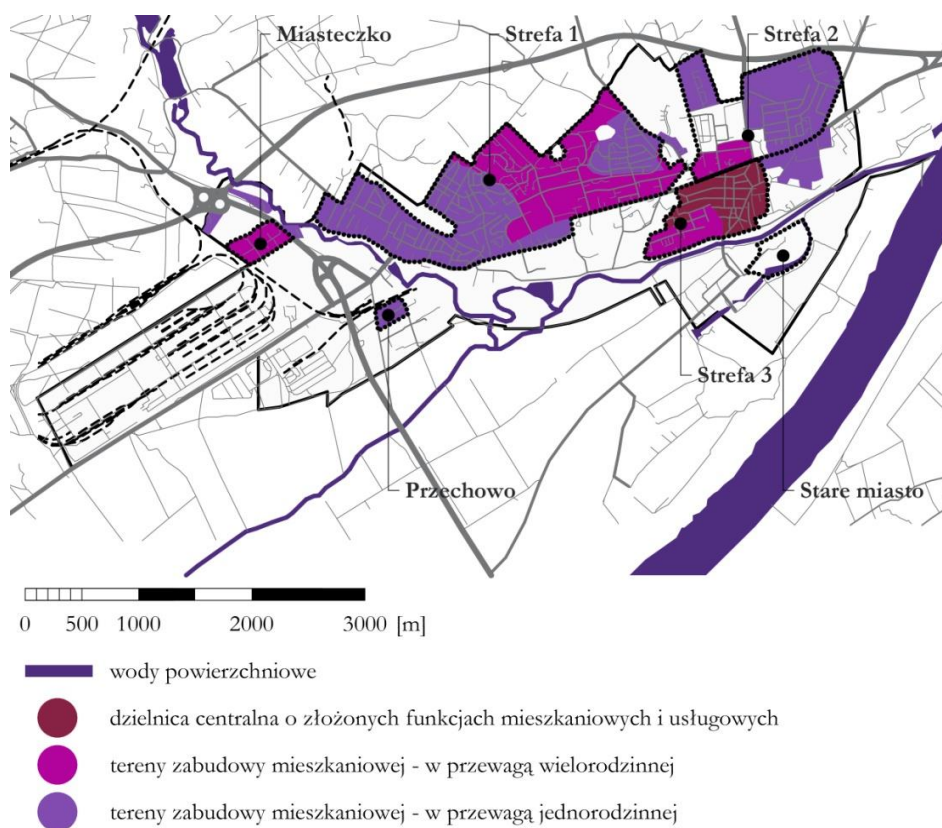 Miasteczko
Strefa 1
Strefa 2
Strefa 3
Przechowo
Stare miasto
0 500 1000 2000 3000 [m]
wody powierzchniowe
dzielnica centralna o złożonych funkcjach mieszkaniowych i usługowych
tereny zabudowy mieszkaniowej - w przewagą wielorodzinnej
tereny zabudowy mieszkaniowej - w przewagą jednorodzinnej